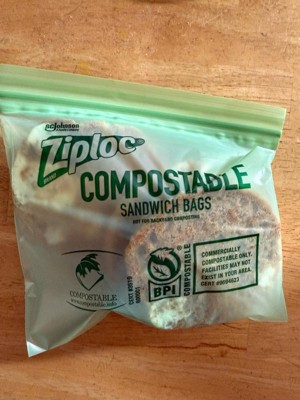 SC Johnson
Ziploc
BRAND
COMPOSTABLE
SANDWICH BAGS
NOT FOR BACKYARD COMPOSTING
COMPOSTABLE
BPI
COMPOSTABLE
COMMERCIALLY
COMPOSTABLE ONLY.
FACILITIES MAY NOT
EXIST IN YOUR AREA.